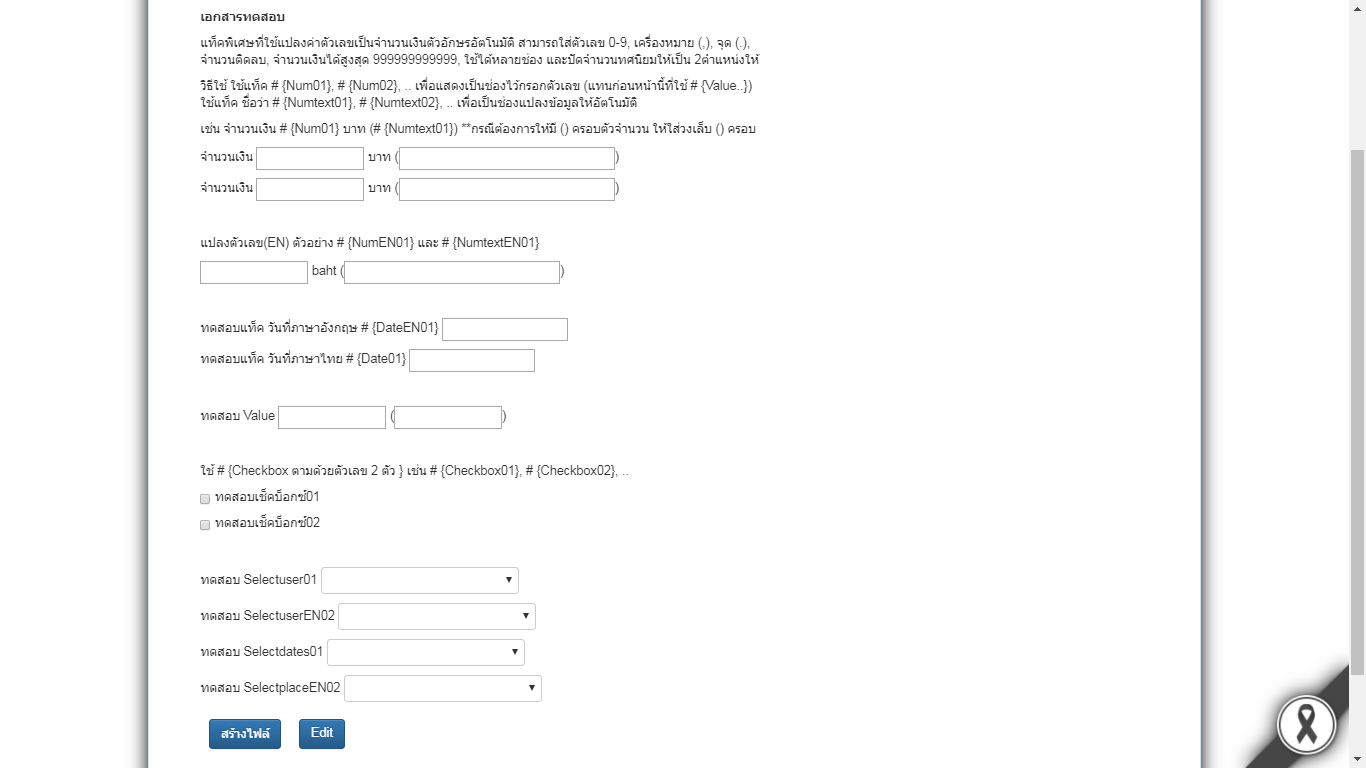 เอกสารทดสอบ
แท็คพิเศษที่ใช้แปลงค่าตัวเลขเป็นจำนวนเงินตัวอักษรอัตโนมัติ สามารถใส่ตัวเลข 0-9, เครื่องหมาย (,), จุด (.),
จำนวนติดลบ, จำนวนเงินได้สูงสุด 999999999999, ใช้ได้หลายช่อง และปัดจำนวนทศนิยมให้เป็น 2ตำแหน่งให้
วิธีใช้ ใช้แท็ค # {Num01}, # {Num02}, .. เพื่อแสดงเป็นช่องไว้กรอกตัวเลข (แทนก่อนหน้านี้ที่ใช้ # {Value..})
ใช้แท็ค ชื่อว่า # {Numtext01}, # {Numtext02}, .. เพื่อเป็นช่องแปลงข้อมูลให้อัตโนมัติ
เช่น จำนวนเงิน # {Num01} บาท (# {Numtext01}) **กรณีต้องการให้มี () ครอบตัวจำนวน ให้ใส่วงเล็บ () ครอบ
จำนวนเงิน บาท ()
จำนวนเงิน บาท ()
แปลงตัวเลข(EN) ตัวอย่าง # {NumEN01} และ # {NumtextEN01}
baht ()
ทดสอบแท็ค วันที่ภาษาอังกฤษ # {DateEN01}
ทดสอบแท็ค วันที่ภาษาไทย # {Date01}
ทดสอบ Value ()
ใช้ # {Checkbox ตามด้วยตัวเลข 2 ตัว } เช่น # {Checkbox01}, # {Checkbox02}, ..
ทดสอบเช็คบ็อกซ์01
ทดสอบเช็คบ็อกซ์02
ทดสอบ Selectuser01
ทดสอบ SelectuserEN02
ทดสอบ Selectdates01
ทดสอบ SelectplaceEN02
สร้างไฟล์ Edit